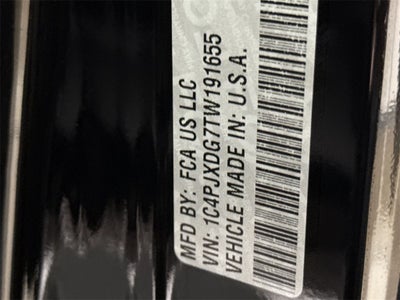 MFD BY: FCA US LLC
VIN: 1C4PJXDG7TW191655
VEHICLE MADE IN: U.S.A.